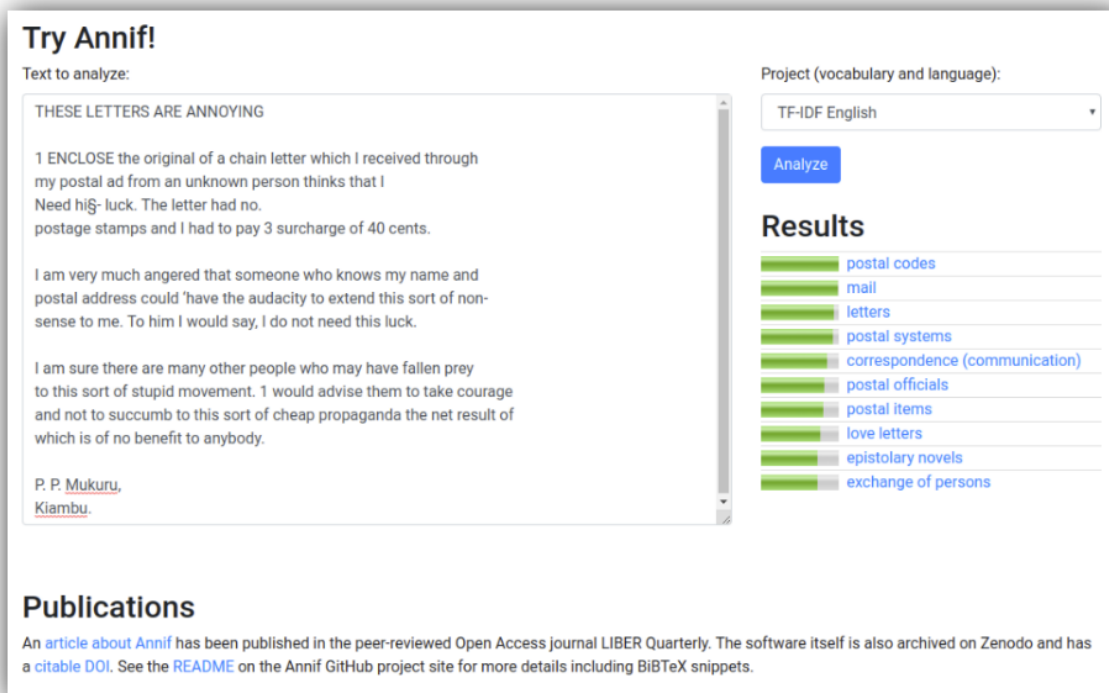 Try Annif!
Text to analyze:
THESE LETTERS ARE ANNOYING
1 ENCLOSE the original of a chain letter which I received through
my postal ad from an unknown person thinks that I
Need hi§- luck. The letter had no.
postage stamps and I had to pay 3 surcharge of 40 cents.
I am very much angered that someone who knows my name and
postal address could ‘have the audacity to extend this sort of non-
sense to me. To him I would say, I do not need this luck.
I am sure there are many other people who may have fallen prey
to this sort of stupid movement. 1 would advise them to take courage
and not to succumb to this sort of cheap propaganda the net result of
which is of no benefit to anybody.
P. P. Mukuru,
Kiambu.
Project (vocabulary and language):
TF-IDF English
Analyze
Results
postal codes
mail
letters
postal systems
correspondence (communication)
postal officials
postal items
love letters
epistolary novels
exchange of persons
Publications
An article about Annif has been published in the peer-reviewed Open Access journal LIBER Quarterly. The software itself is also archived on Zenodo and has
a citable DOI. See the README on the Annif GitHub project site for more details including BiBTeX snippets.